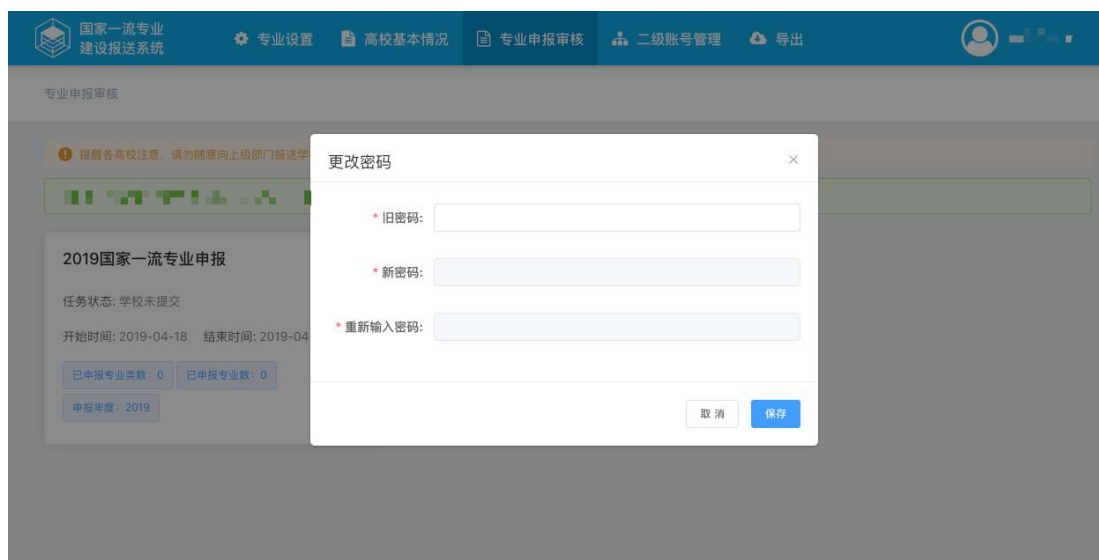 国家一流专业
建设报送系统
专业设置 高校基本情况 专业申报审核 二级账号管理 导出
专业申报审核
提醒各高校注意，请勿随意向上级部门报送学
更改密码
* 旧密码:
* 新密码:
* 重新输入密码:
取消 保存
2019国家一流专业申报
任务状态: 学校未提交
开始时间: 2019-04-18 结束时间: 2019-04
已申报专业类数: 0 已申报专业数: 0
申报年度: 2019